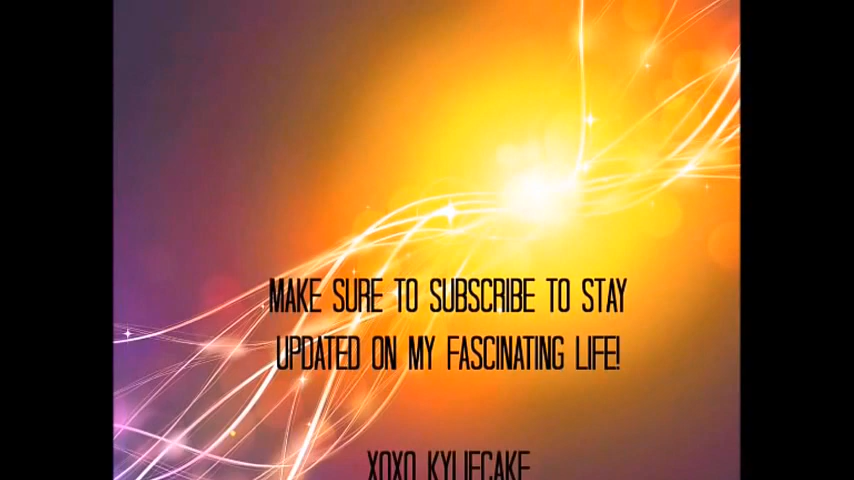 MAKE SURE TO SUBSCRIBE TO STAY
UPDATED ON MY FASCINATING LIFE!
XOXO KYLIECAKE